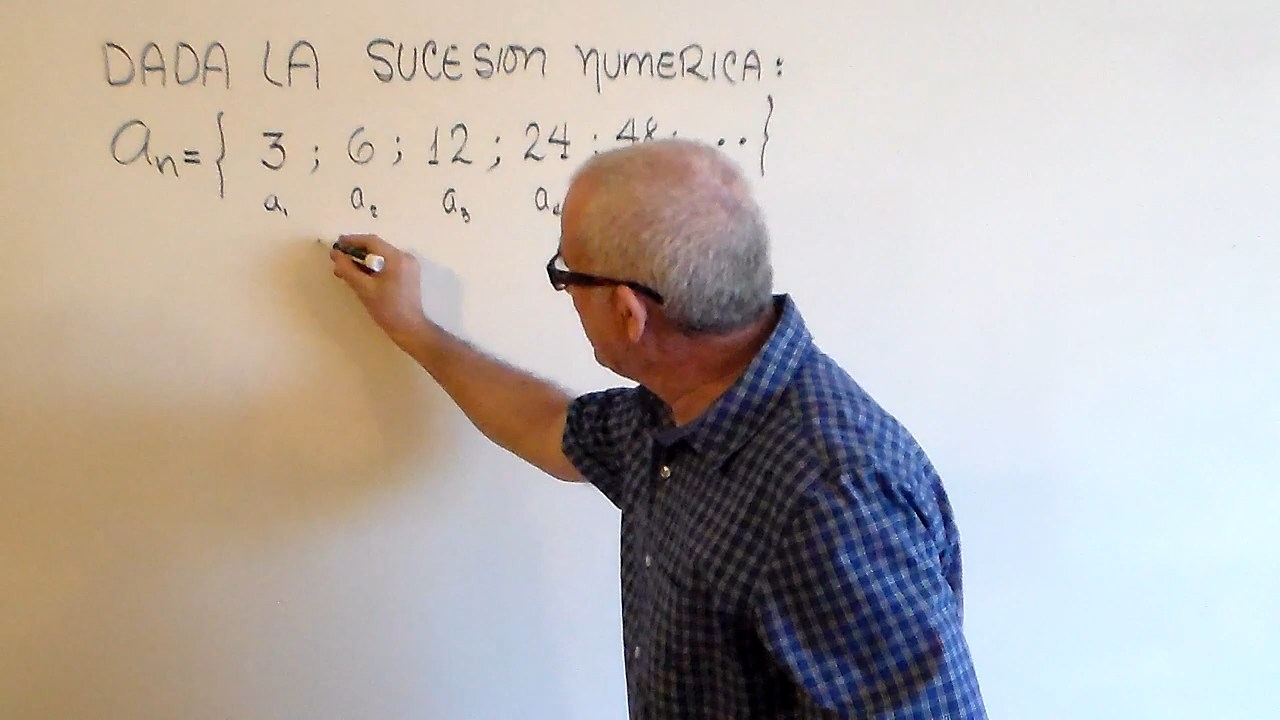 DADA LA SUCESION NUMERICA:
an={ 3 ; 6 ; 12 ; 24 ; 48 ; ...}
a1 a2 a3 a4